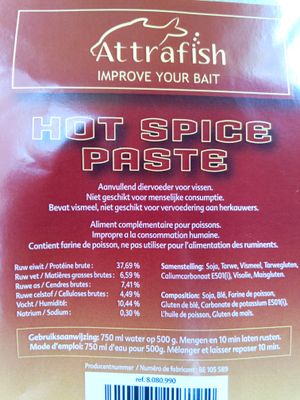 Attrafish
IMPROVE YOUR BAIT
HOT SPICE
PASTE
Aanvullend diervoeder voor vissen.
Niet geschikt voor menselijke consumptie.
Bevat vismeel, niet geschikt voor vervoedering aan herkauwers.
Aliment complémentaire pour poissons.
Impropre a la consommation humaine.
Contient farine de poisson, ne pas utiliser pour l'alimentation des ruminents.
Ruw eiwit / Protéine brute : 37,69 %
Ruw vet / Matières grasses brutes : 6,59 %
Ruwe as / Cendres brutes : 7,41 %
Ruwe celstof / Celluloses brutes : 4,49 %
Vocht / Humidité: 10,44 %
Natrium / Sodium : 0,30 %
Samenstelling: Soja, Tarwe, Vismeel, Tarwegluten,
Caliumcorbonaat E501(i), Visolie, Maisgluten.
Composition: Soja, Blé, Farine de poisson,
Gluten de blé, Carbonate de potassium E501(i),
L'huile de poisson, Gluten de maïs.
Gebruiksaanwijzing: 750 ml water op 500 g. Mengen en 10 min laten rusten.
Mode d'emploi: 750 ml d'eau pour 500g. Mélanger et laisser reposer 10 min.
Producentnummer / Numéro de fabricant: BE 105 589
ref: 8.080.990